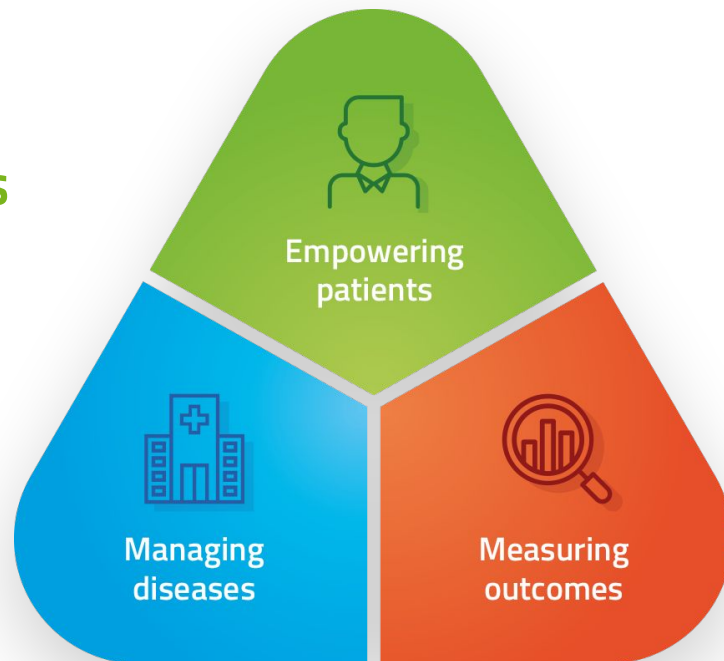 s
Empowering
patients
Managing
diseases
Measuring
outcomes